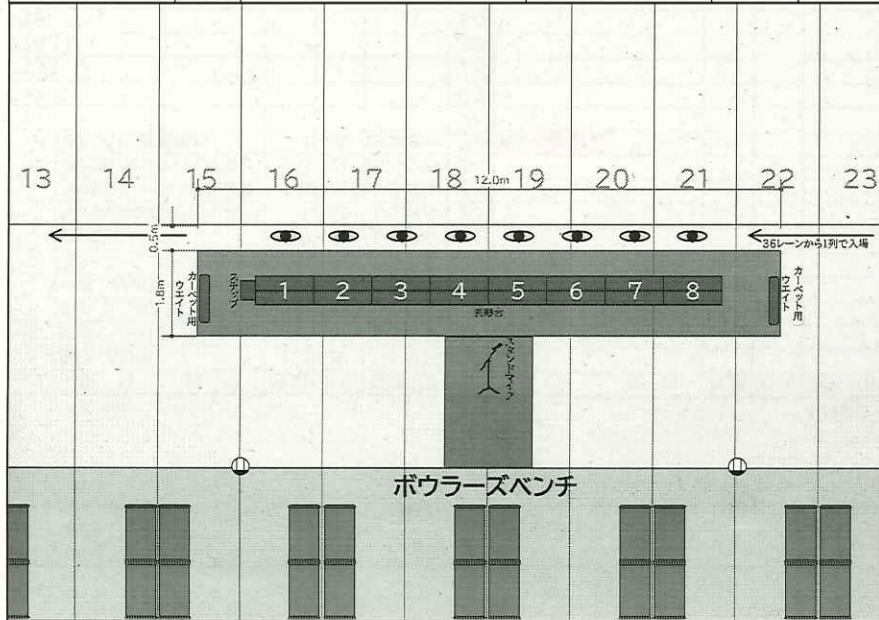 13 14 15 16 17 18 19 20 21 22 23
12.0m
0.5m
36レーンから1列で入場
1.8m
カーペット用
ウエイト
ステップ
1 2 3 4 5 6 7 8
表彰台
カーペット用
ウエイト
スタンドマイク
ボウラーズベンチ